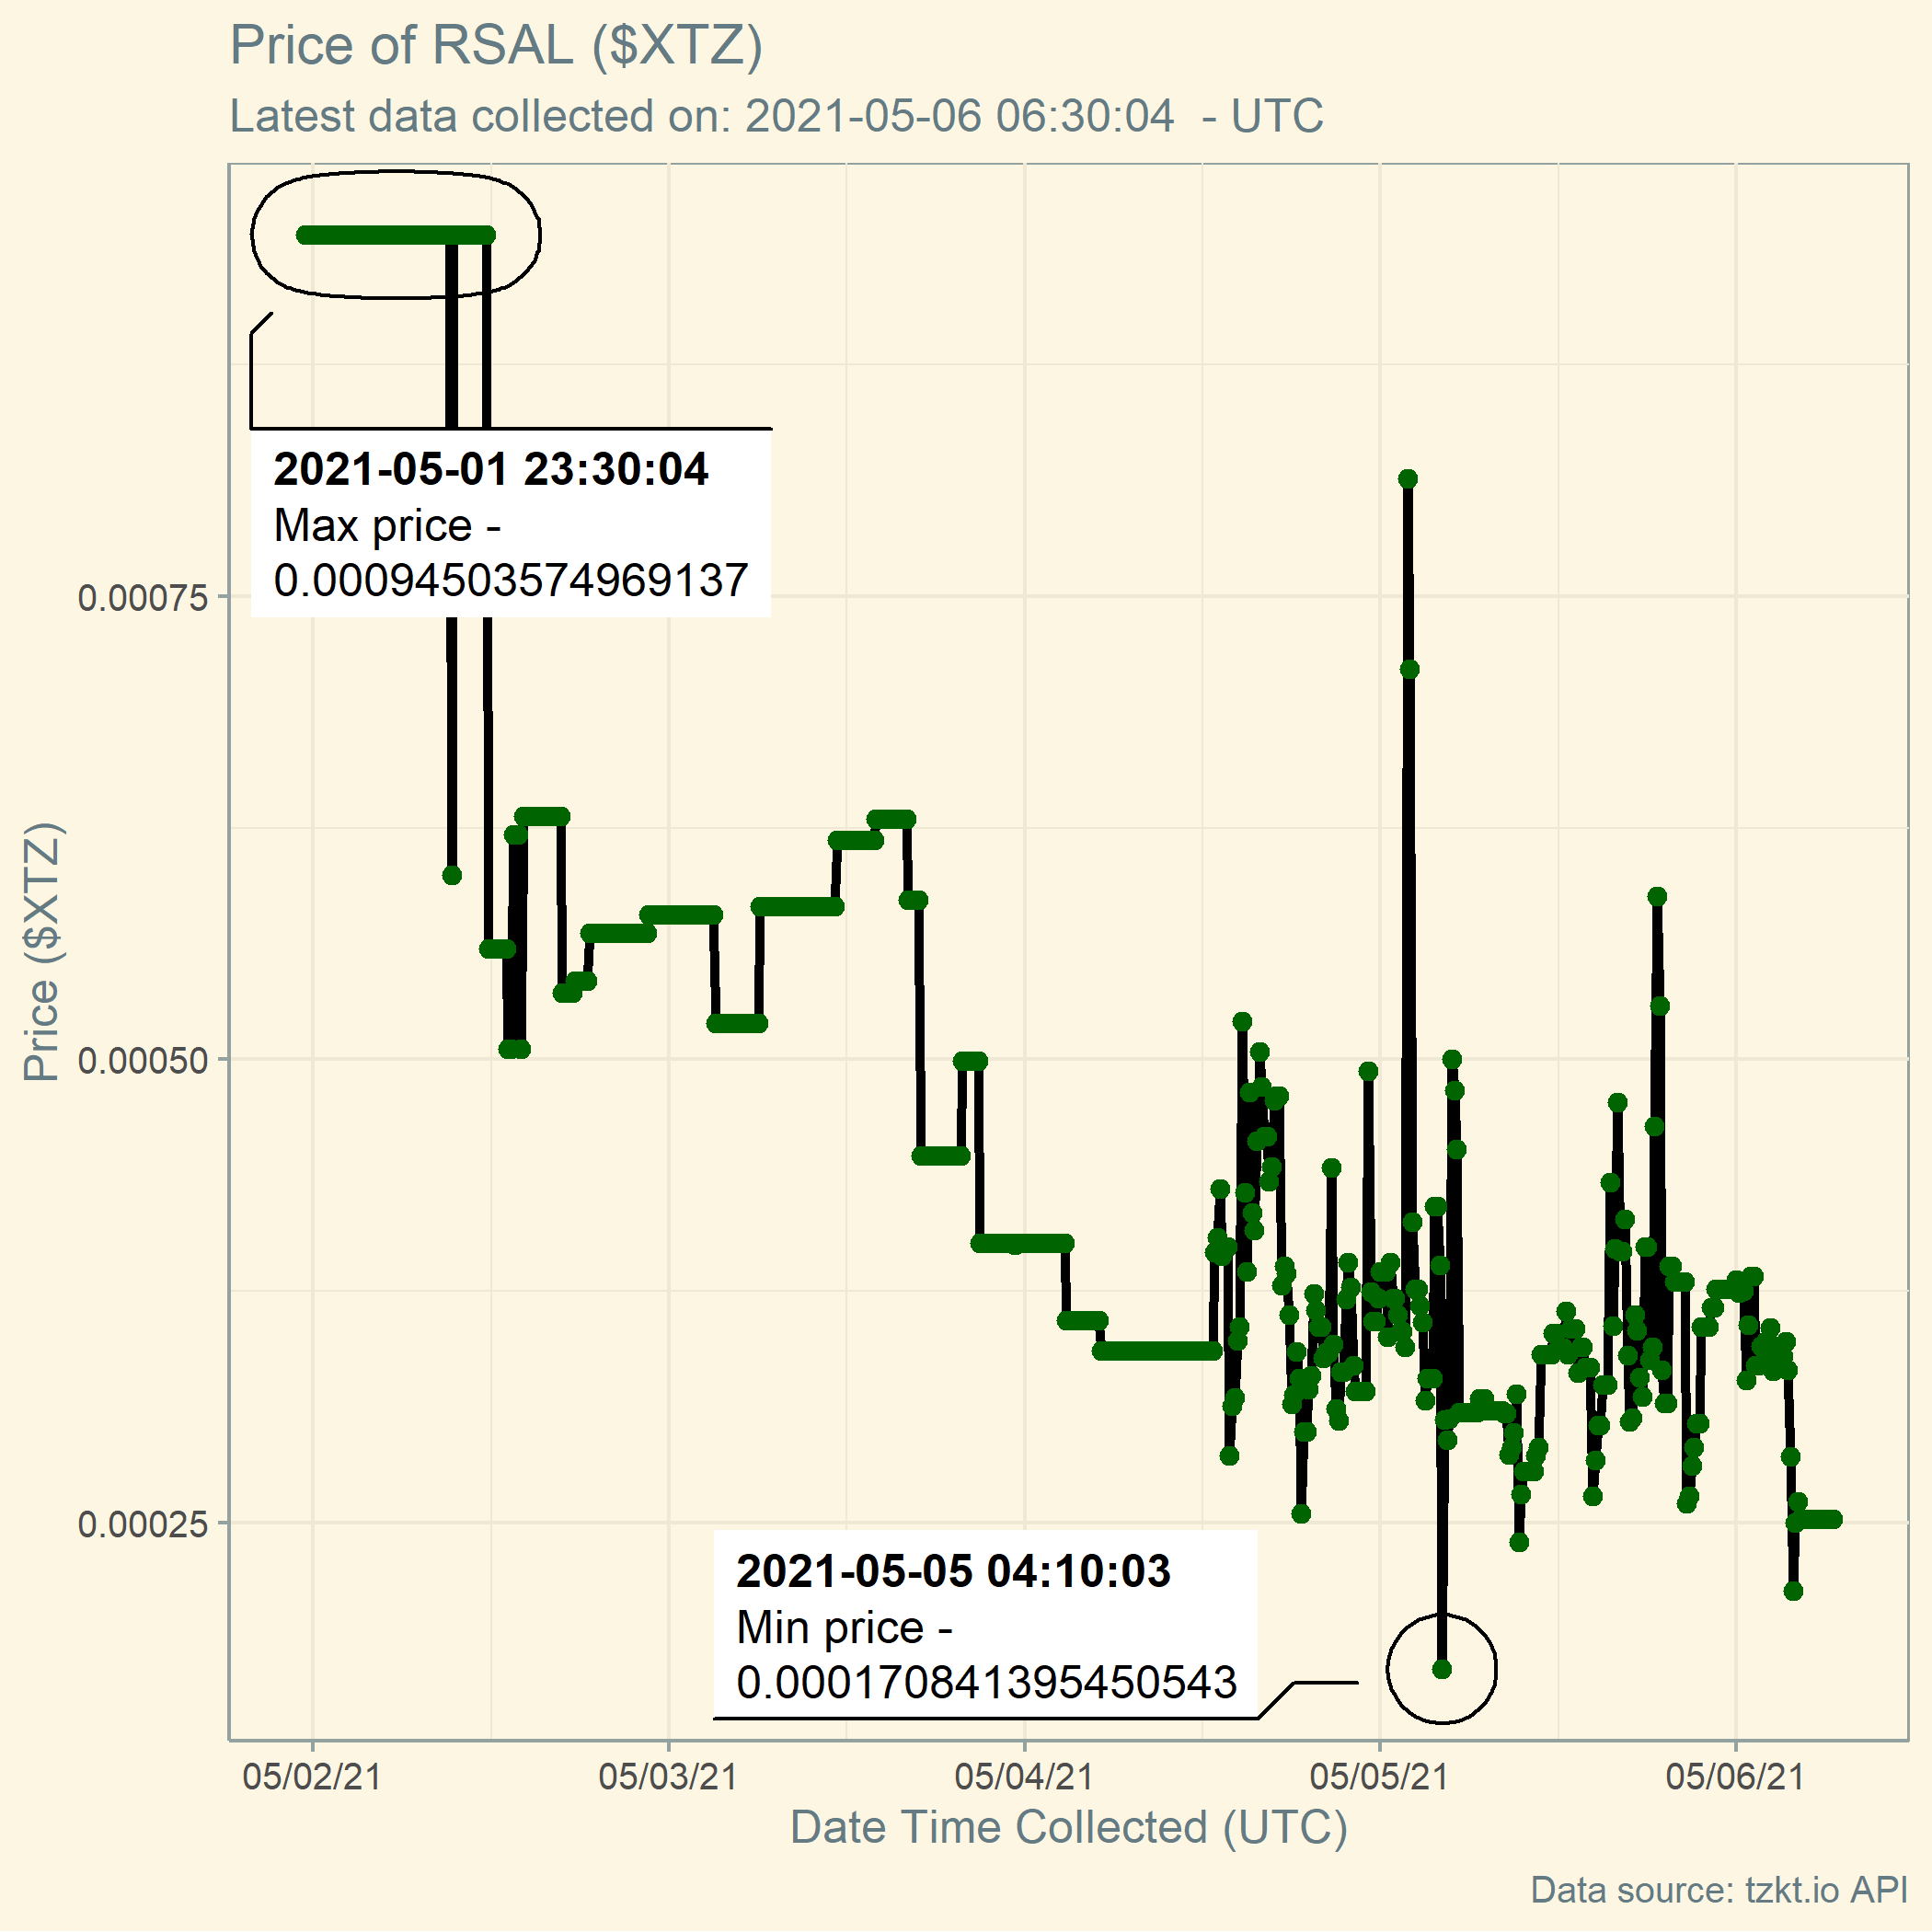 Price of RSAL ($XTZ)
Latest data collected on: 2021-05-06 06:30:04  - UTC
2021-05-01 23:30:04
Max price -
0.000945035749​69137
0.00075
Price ($XTZ)
0.00050
0.00025
2021-05-05 04:10:03
Min price -
0.000170841395450543
05/02/21
05/03/21
05/04/21
05/05/21
05/06/21
Date Time Collected (UTC)
Data source: tzkt.io API